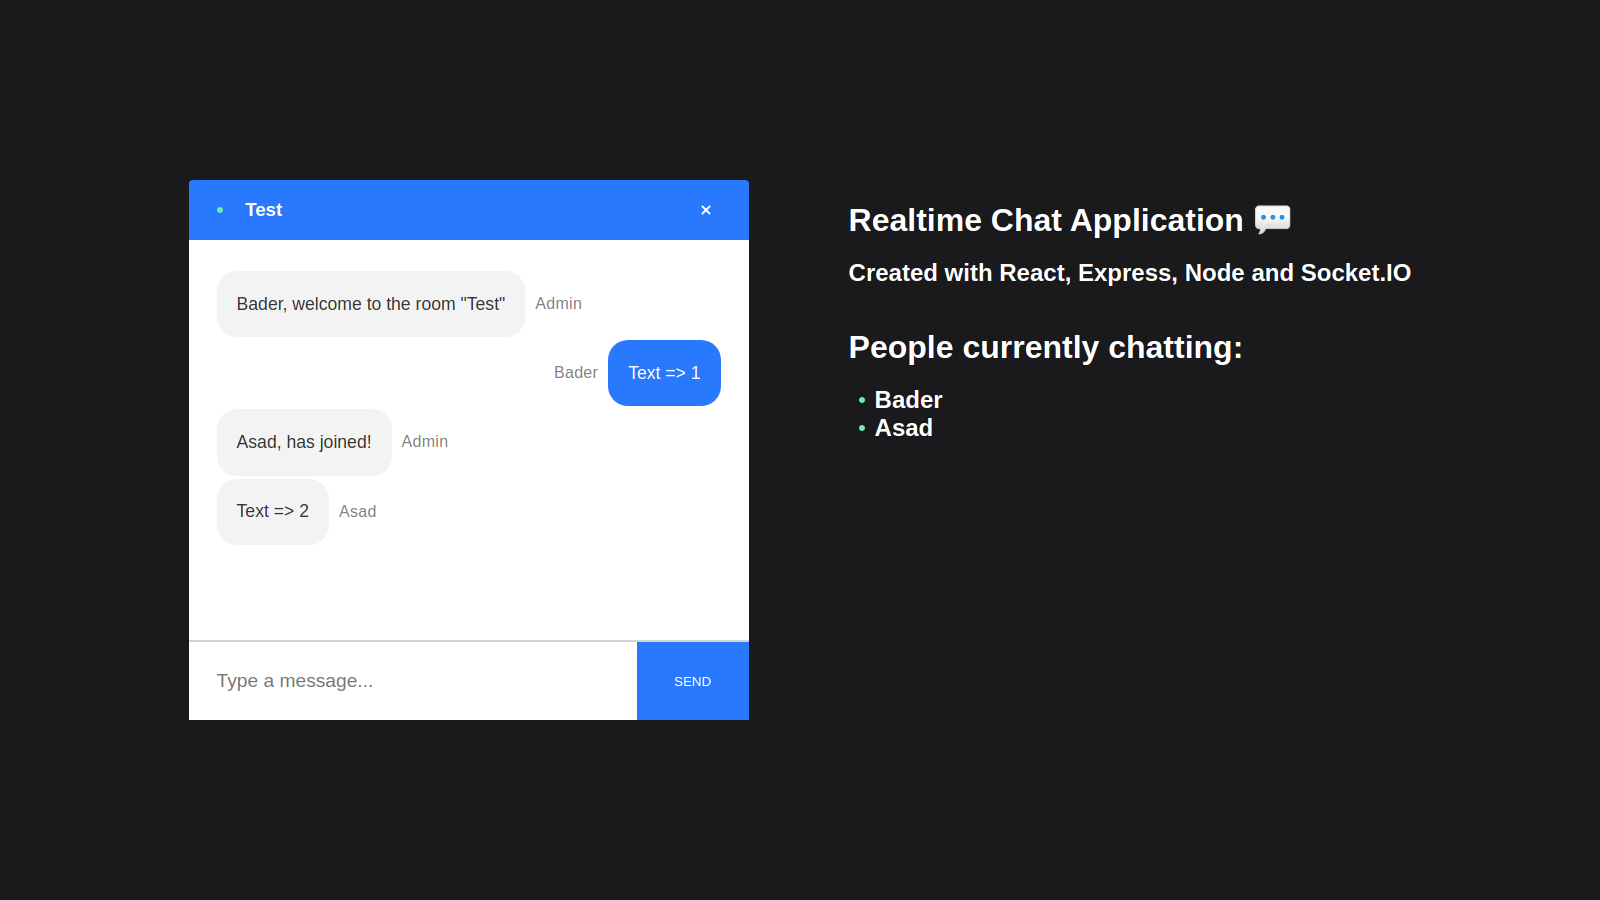 Test
×
Bader, welcome to the room "Test"
Admin
Bader
Text => 1
Asad, has joined!
Admin
Text => 2
Asad
Type a message...
SEND
Realtime Chat Application 💬
Created with React, Express, Node and Socket.IO
People currently chatting:
Bader
Asad